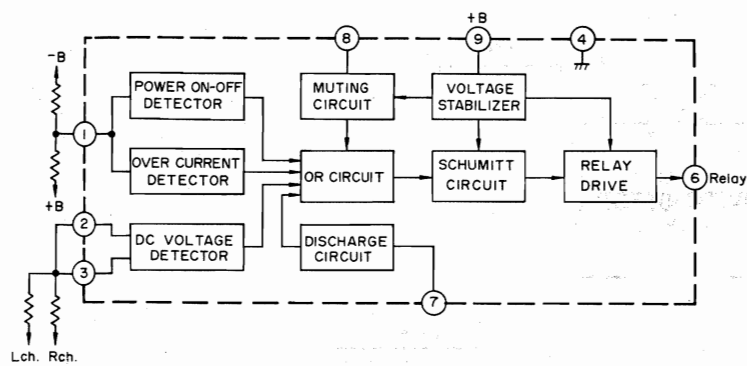 8
+B
9
4
-B
POWER ON-OFF
DETECTOR
MUTING
CIRCUIT
VOLTAGE
STABILIZER
1
OVER CURRENT
DETECTOR
OR CIRCUIT
SCHUMITT
CIRCUIT
RELAY
DRIVE
6 Relay
+B
2
DC VOLTAGE
DETECTOR
DISCHARGE
CIRCUIT
3
7
Lch. Rch.